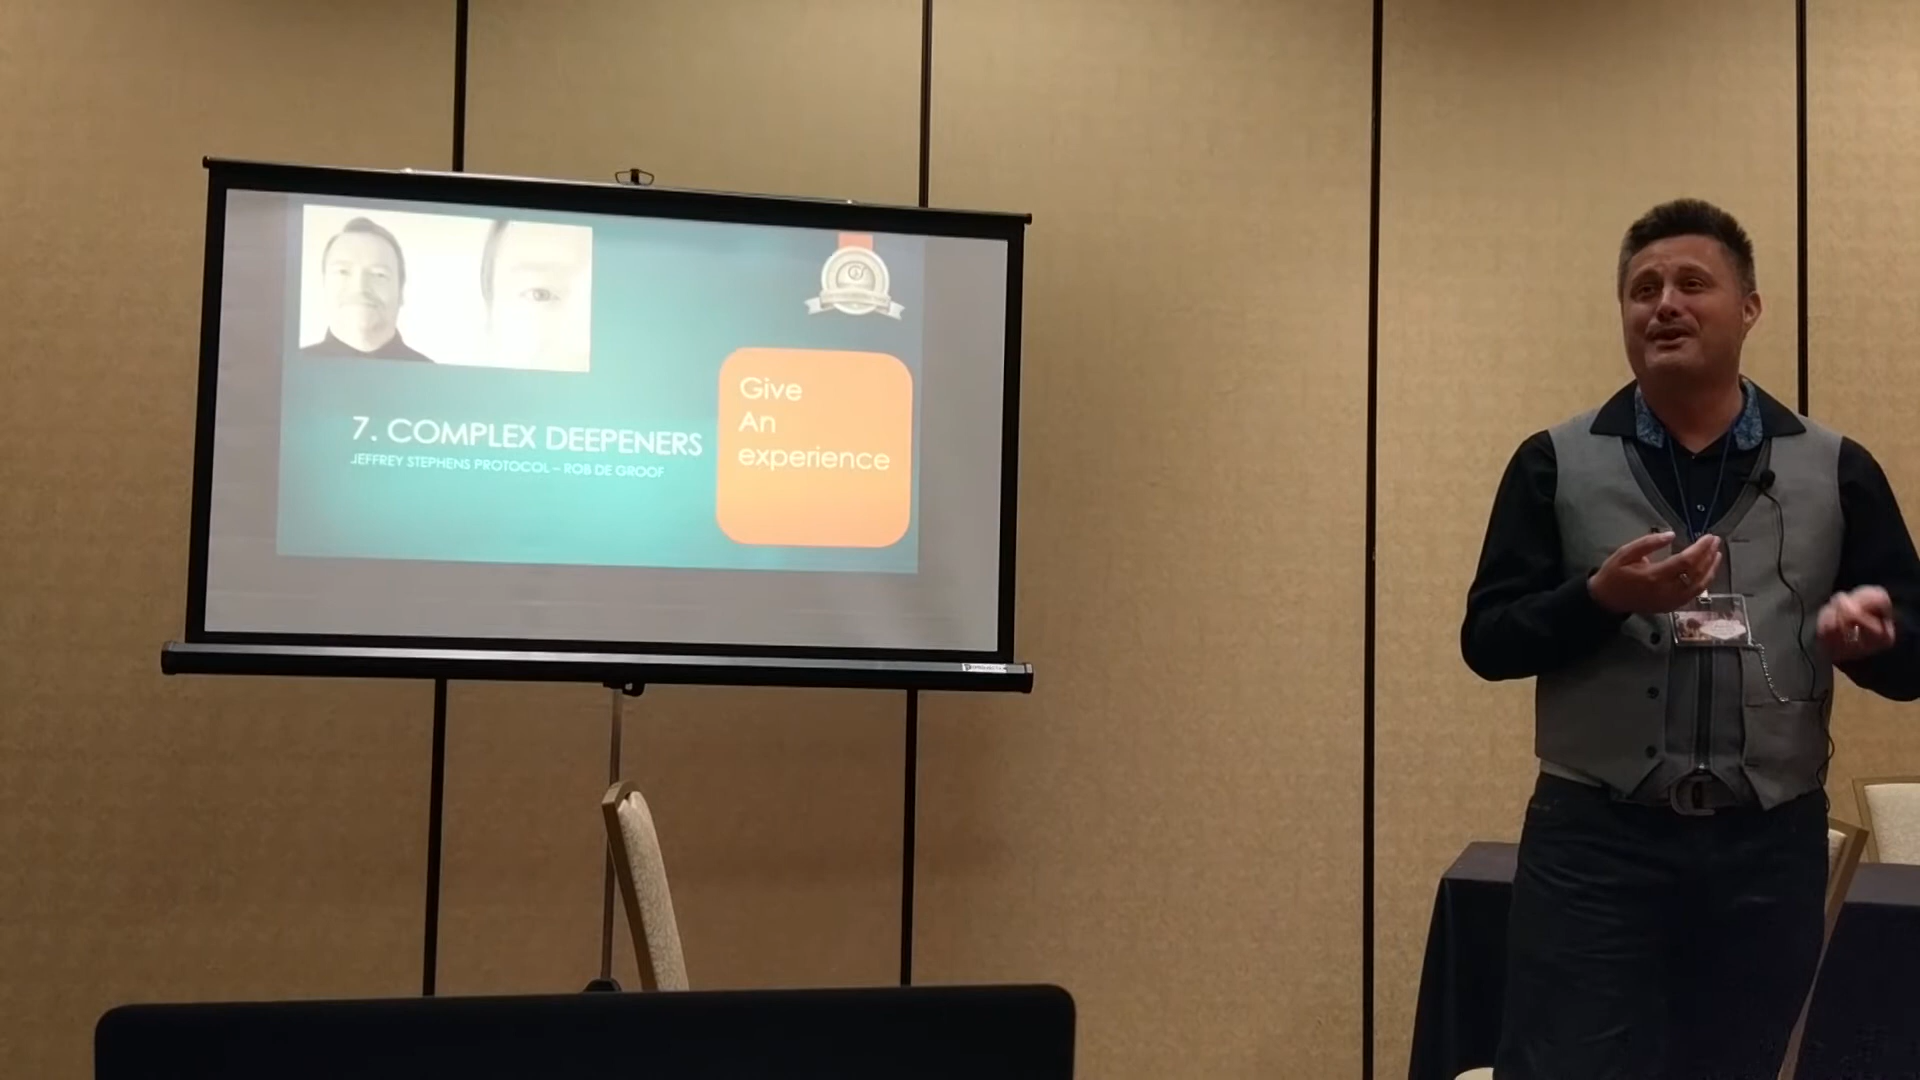 7. COMPLEX DEEPENERS
JEFFREY STEPHENS PROTOCOL – ROB DE GROOF
Give
An
experience